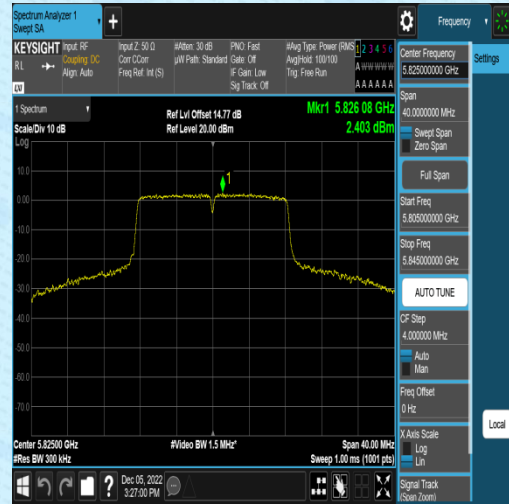 Spectrum Analyzer 1
Swept SA
Frequency
KEYSIGHT
Input: RF
Input Z: 50 Ω
#Atten: 30 dB
PNO: Fast
#Avg Type: Power (RMS
1 2 3 4 5 6
R L
Coupling: DC
Corr CCorr
µW Path: Standard
Gate: Off
Avg|Hold: 100/100
A W W W W W
Align: Auto
Freq Ref: Int (S)
IF Gain: Low
Trig: Free Run
Sig Track: Off
A A A A A A
LXI
1 Spectrum
Ref Lvl Offset 14.77 dB
Mkr1 5.826 08 GHz
Scale/Div 10 dB
Ref Level 20.00 dBm
2.403 dBm
Log
1
10.0
0.00
-10.0
-20.0
-30.0
-40.0
-50.0
-60.0
-70.0
Center 5.82500 GHz
#Video BW 1.5 MHz*
Span 40.00 MHz
#Res BW 300 kHz
Sweep 1.00 ms (1001 pts)
Dec 05, 2022
3:27:00 PM
Center Frequency
5.825000000 GHz
Span
40.0000000 MHz
Swept Span
Zero Span
Full Span
Start Freq
5.805000000 GHz
Stop Freq
5.845000000 GHz
AUTO TUNE
CF Step
4.000000 MHz
Auto
Man
Freq Offset
0 Hz
X Axis Scale
Log
Lin
Signal Track
(Span Zoom)
Settings
Local